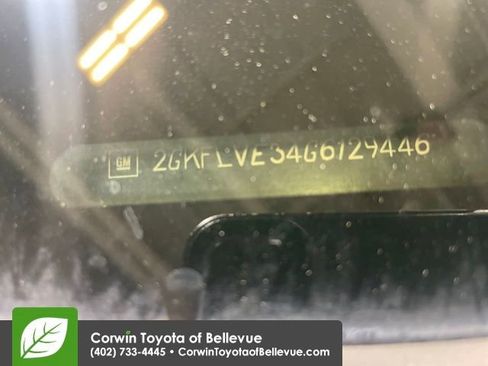 GM 2GKFLVE34G6129446
Corwin Toyota of Bellevue
(402) 733-4445 • CorwinToyotaofBellevue.com